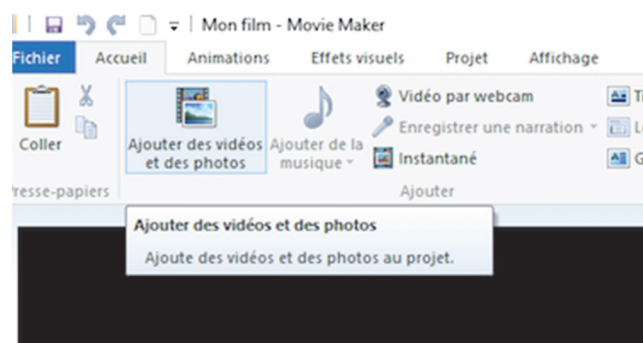 Mon film - Movie Maker
Fichier Accueil Animations Effets visuels Projet Affichage
Coller
Ajouter des vidéos
et des photos
Ajouter de la
musique
Vidéo par webcam
Enregistrer une narration
Instantané
Ajouter
Ajouter des vidéos et des photos
Ajoute des vidéos et des photos au projet.